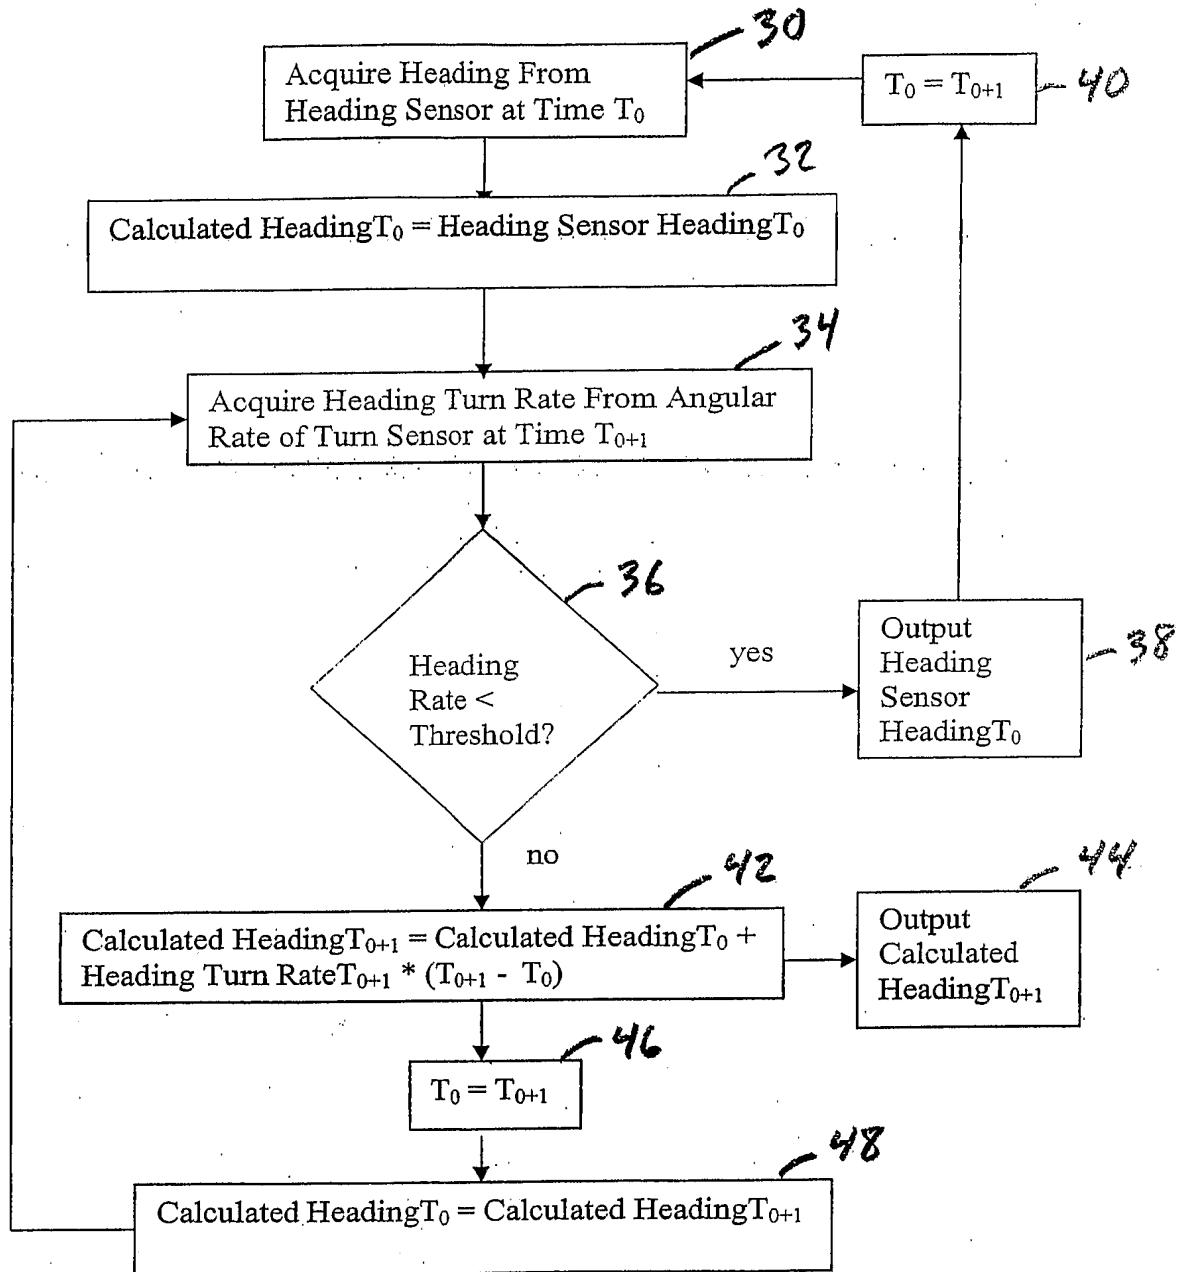 30
Acquire Heading From
Heading Sensor at Time T₀
T₀ = T₀₊₁
40
32
Calculated HeadingT₀ = Heading Sensor HeadingT₀
34
Acquire Heading Turn Rate From Angular
Rate of Turn Sensor at Time T₀₊₁
36
Heading
Rate <
Threshold?
yes
Output
Heading
Sensor
HeadingT₀
38
no
42
Calculated HeadingT₀₊₁ = Calculated HeadingT₀ +
Heading Turn RateT₀₊₁ * (T₀₊₁ - T₀)
44
Output
Calculated
HeadingT₀₊₁
46
T₀ = T₀₊₁
48
Calculated HeadingT₀ = Calculated HeadingT₀₊₁